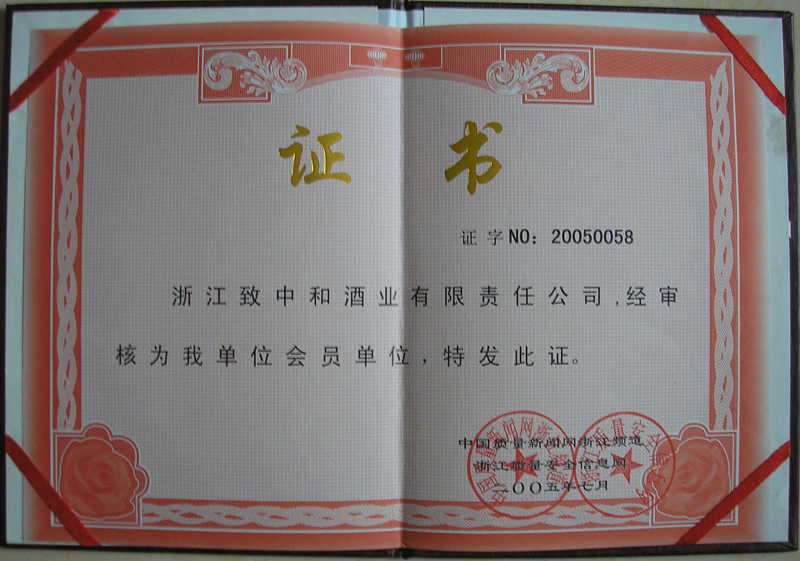 证书
证字NO：20050058
浙江致中和酒业有限责任公司,经审
核为我单位会员单位,特发此证。
中国质量新闻网浙江频道
浙江质量安全信息网
二〇〇五年七月